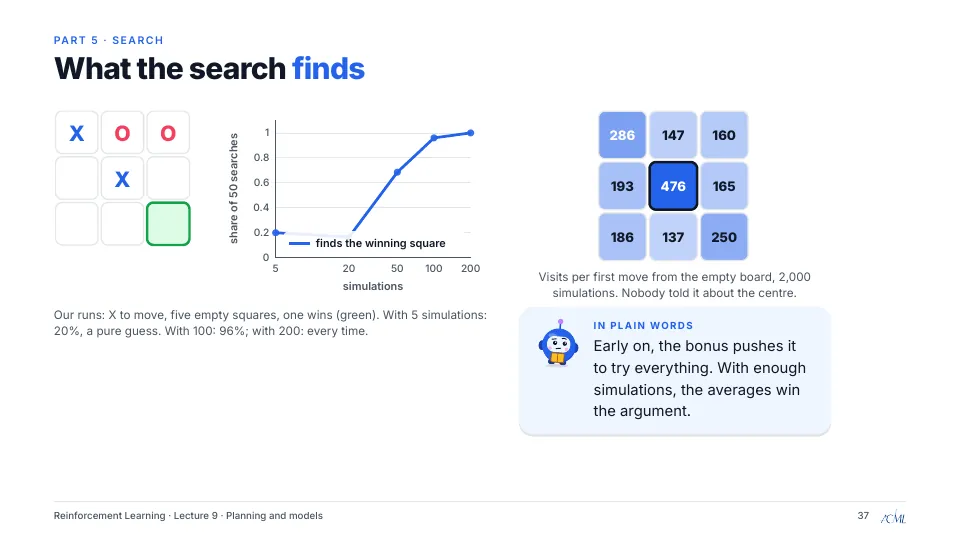 PART 5 · SEARCH
What the search finds
X O O
X
share of 50 searches
1
0.8
0.6
0.4
0.2
0
finds the winning square
5 20 50 100 200
simulations
Our runs: X to move, five empty squares, one wins (green). With 5 simulations:
20%, a pure guess. With 100: 96%; with 200: every time.
286 147 160
193 476 165
186 137 250
Visits per first move from the empty board, 2,000
simulations. Nobody told it about the centre.
IN PLAIN WORDS
Early on, the bonus pushes it
to try everything. With enough
simulations, the averages win
the argument.
Reinforcement Learning · Lecture 9 · Planning and models
37
ACML